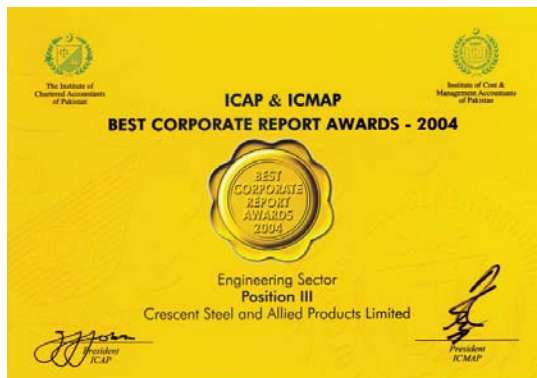 The Institute of
Chartered Accountants
of Pakistan
Institute of Cost &
Management Accountants
of Pakistan
ICAP & ICMAP
BEST CORPORATE REPORT AWARDS - 2004
BEST
CORPORATE
REPORT
AWARDS
2004
Engineering Sector
Position III
Crescent Steel and Allied Products Limited
President
ICAP
President
ICMAP